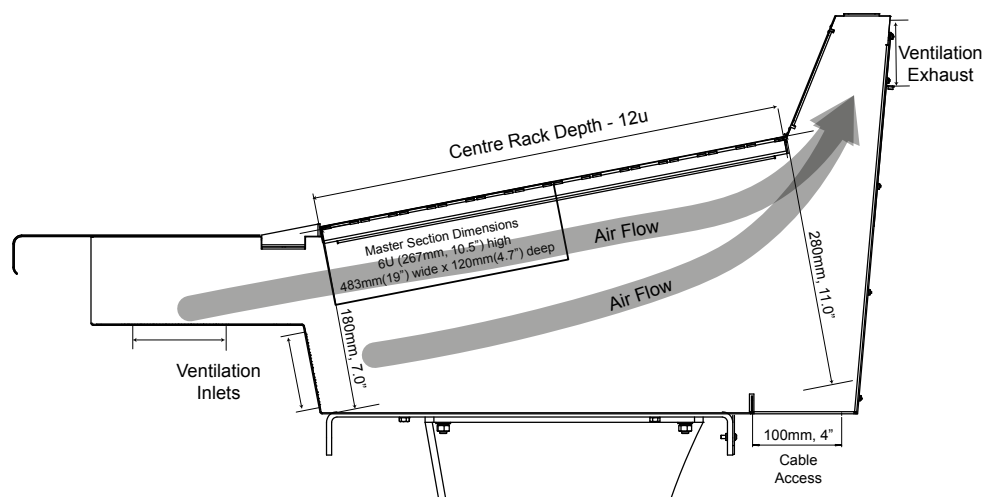 Ventilation
Exhaust
Centre Rack Depth - 12u
Master Section Dimensions
6U (267mm, 10.5”) high
483mm(19”) wide x 120mm(4.7”) deep
Air Flow
Air Flow
280mm, 11.0”
180mm, 7.0”
Ventilation
Inlets
100mm, 4”
Cable
Access